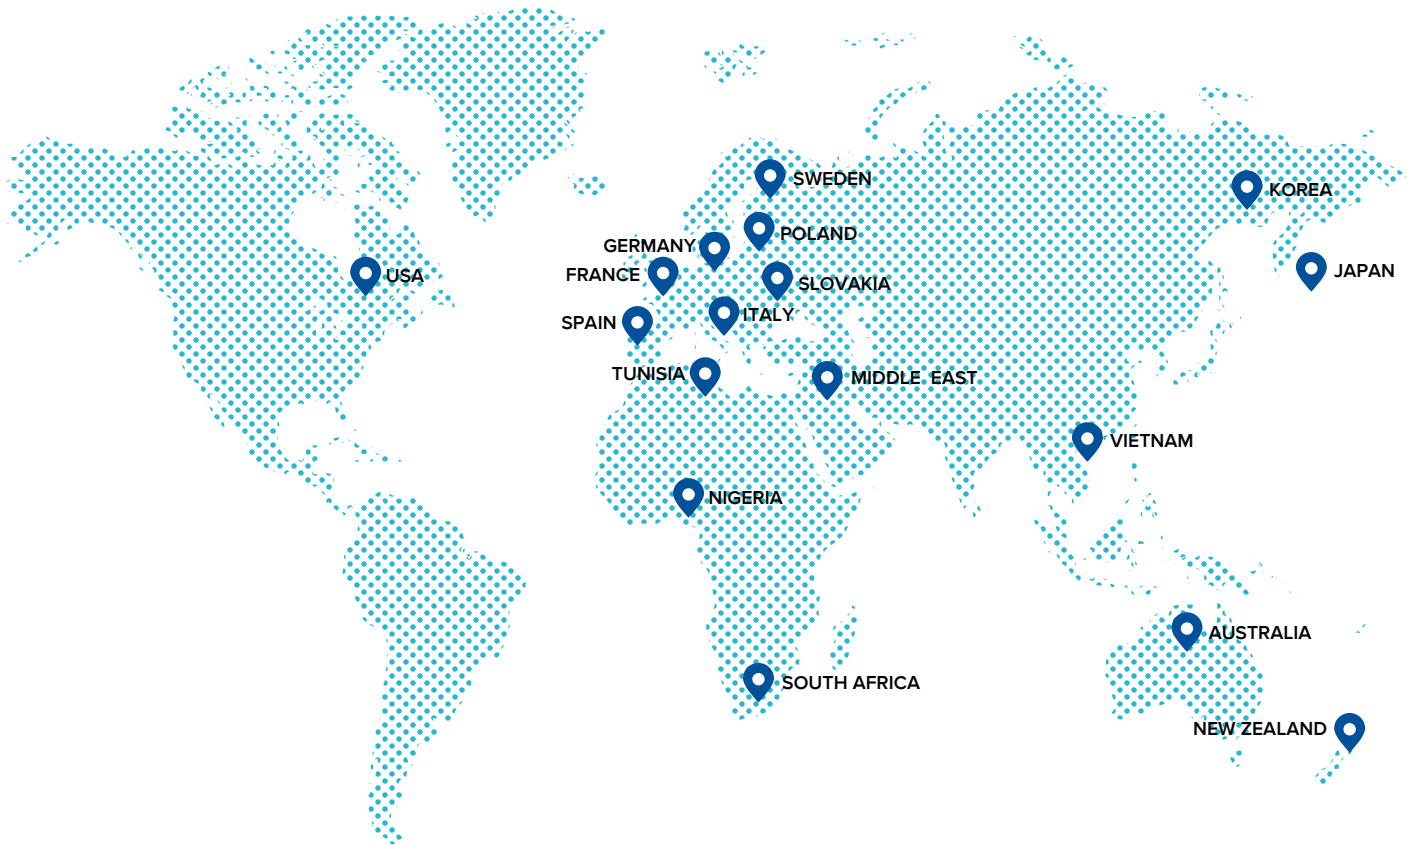 SWEDEN
KOREA
POLAND
GERMANY
FRANCE
USA
SLOVAKIA
JAPAN
SPAIN
ITALY
TUNISIA
MIDDLE EAST
VIETNAM
NIGERIA
AUSTRALIA
SOUTH AFRICA
NEW ZEALAND